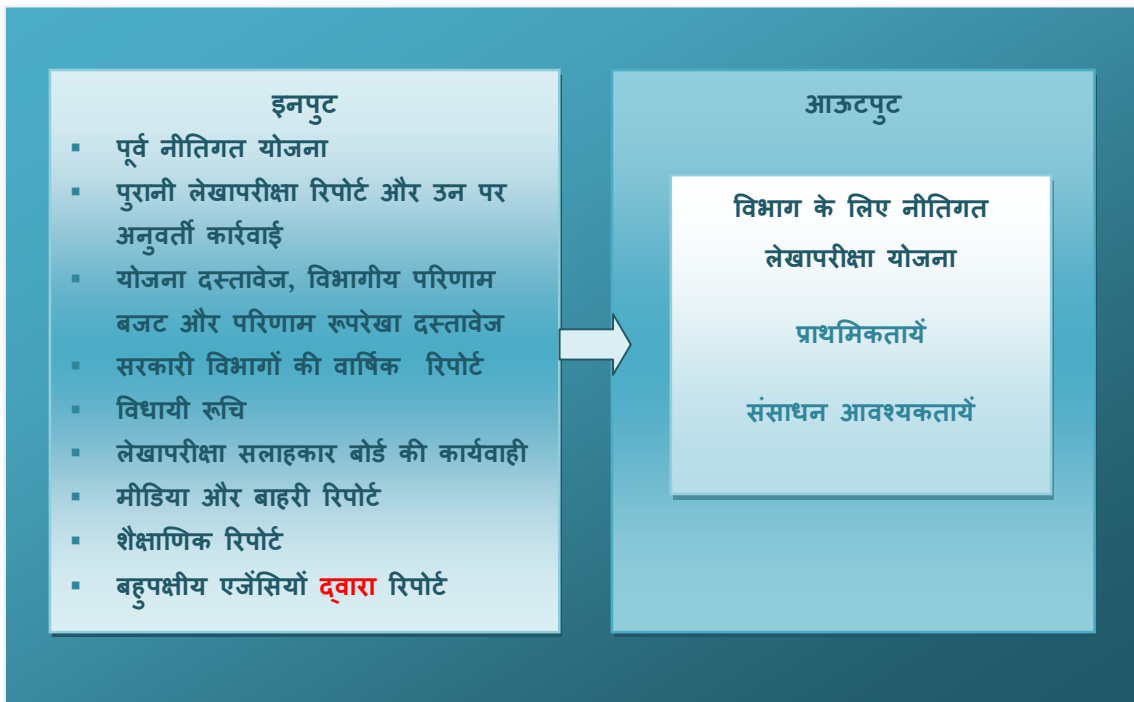 इनपुट
▪ पूर्व नीतिगत योजना
▪ पुरानी लेखापरीक्षा रिपोर्ट और उन पर
अनुवर्ती कार्रवाई
▪ योजना दस्तावेज, विभागीय परिणाम
बजट और परिणाम रूपरेखा दस्तावेज
▪ सरकारी विभागों की वार्षिक रिपोर्ट
▪ विधायी रूचि
▪ लेखापरीक्षा सलाहकार बोर्ड की कार्यवाही
▪ मीडिया और बाहरी रिपोर्ट
▪ शैक्षाणिक रिपोर्ट
▪ बहुपक्षीय एजेंसियों द्वारा रिपोर्ट
आऊटपुट
विभाग के लिए नीतिगत
लेखापरीक्षा योजना
प्राथमिकतायें
संसाधन आवश्यकतायें